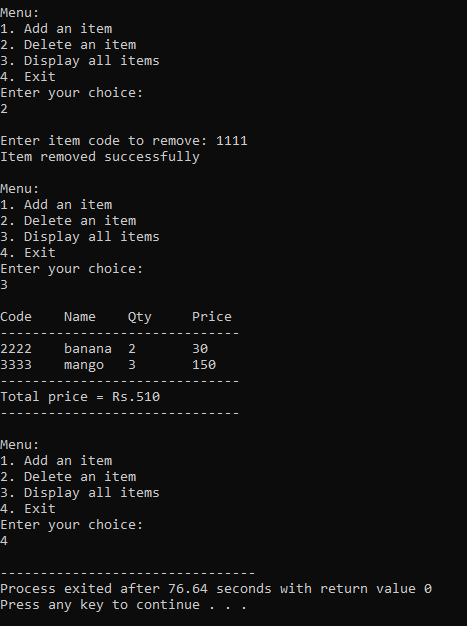 Menu:
1. Add an item
2. Delete an item
3. Display all items
4. Exit
Enter your choice:
2
Enter item code to remove: 1111
Item removed successfully
Menu:
1. Add an item
2. Delete an item
3. Display all items
4. Exit
Enter your choice:
3
Code    Name    Qty     Price
------------------------------
2222    banana  2       30
3333    mango   3       150
------------------------------
Total price = Rs.510
------------------------------
Menu:
1. Add an item
2. Delete an item
3. Display all items
4. Exit
Enter your choice:
4
--------------------------------
Process exited after 76.64 seconds with return value 0
Press any key to continue . . .